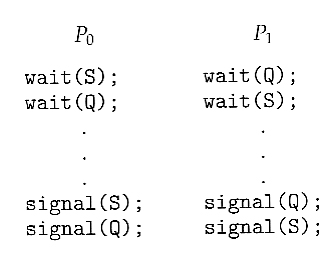 P0 P1
wait(S); wait(Q);
wait(Q); wait(S);
. .
. .
. .
signal(S); signal(Q);
signal(Q); signal(S);